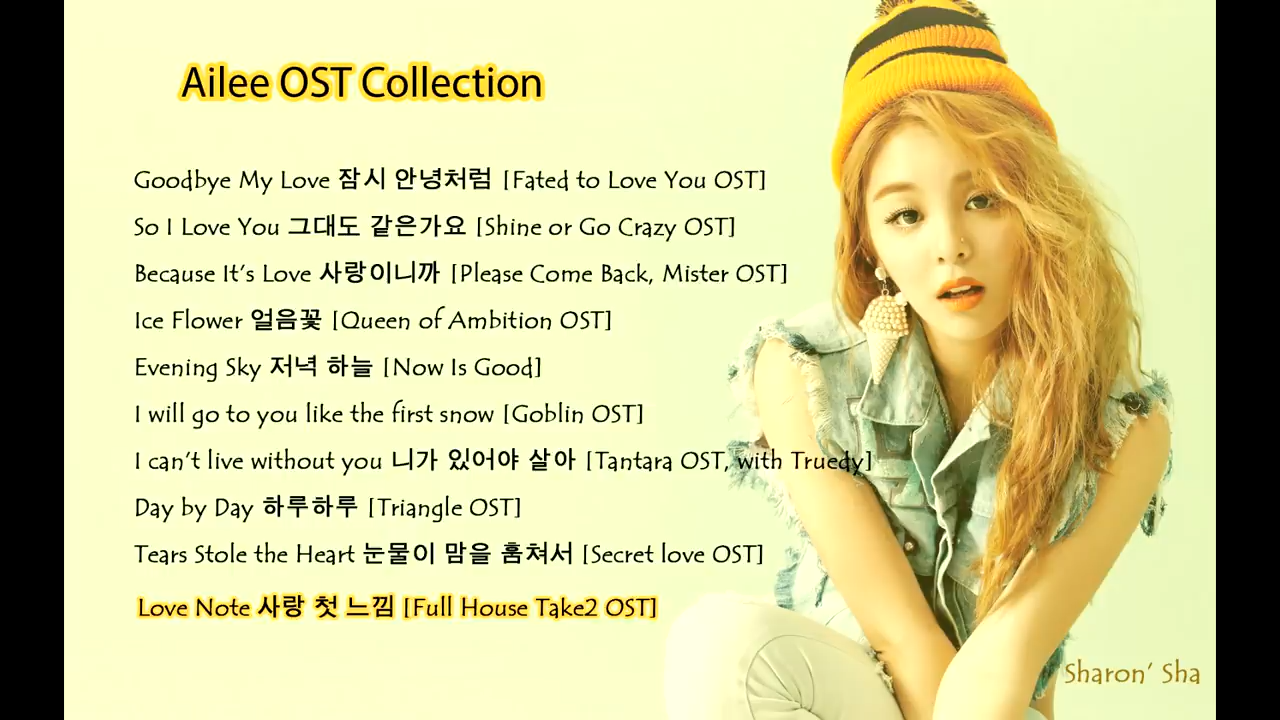 Ailee OST Collection
Goodbye My Love 잠시 안녕처럼 [Fated to Love You OST]
So I Love You 그대도 같은가요 [Shine or Go Crazy OST]
Because It's Love 사랑이니까 [Please Come Back, Mister OST]
Ice Flower 얼음꽃 [Queen of Ambition OST]
Evening Sky 저녁 하늘 [Now Is Good]
I will go to you like the first snow [Goblin OST]
I can't live without you 니가 있어야 살아 [Tantara OST, with Truedy]
Day by Day 하루하루 [Triangle OST]
Tears Stole the Heart 눈물이 맘을 훔쳐서 [Secret love OST]
Love Note 사랑 첫 느낌 [Full House Take2 OST]
Sharon' Sha